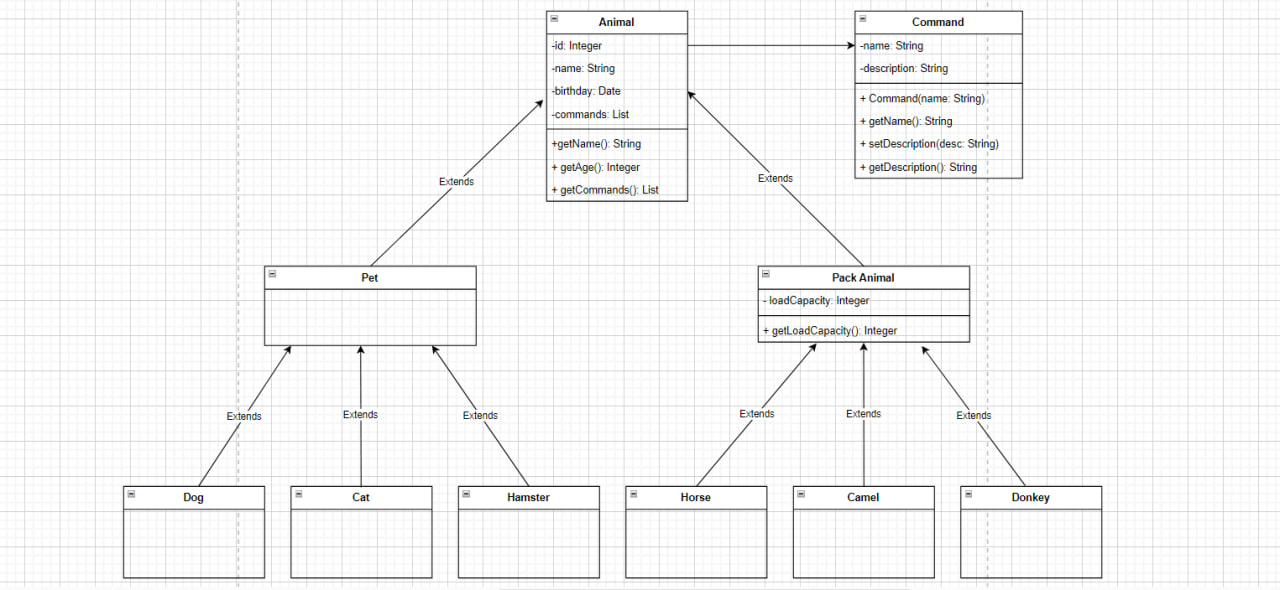 Animal
-id: Integer
-name: String
-birthday: Date
-commands: List
+getName(): String
+ getAge(): Integer
+ getCommands(): List
Command
-name: String
-description: String
+ Command(name: String)
+ getName(): String
+ setDescription(desc: String)
+ getDescription(): String
Extends
Extends
Pet
Pack Animal
- loadCapacity: Integer
+ getLoadCapacity(): Integer
Extends
Extends
Extends
Extends
Extends
Extends
Dog
Cat
Hamster
Horse
Camel
Donkey